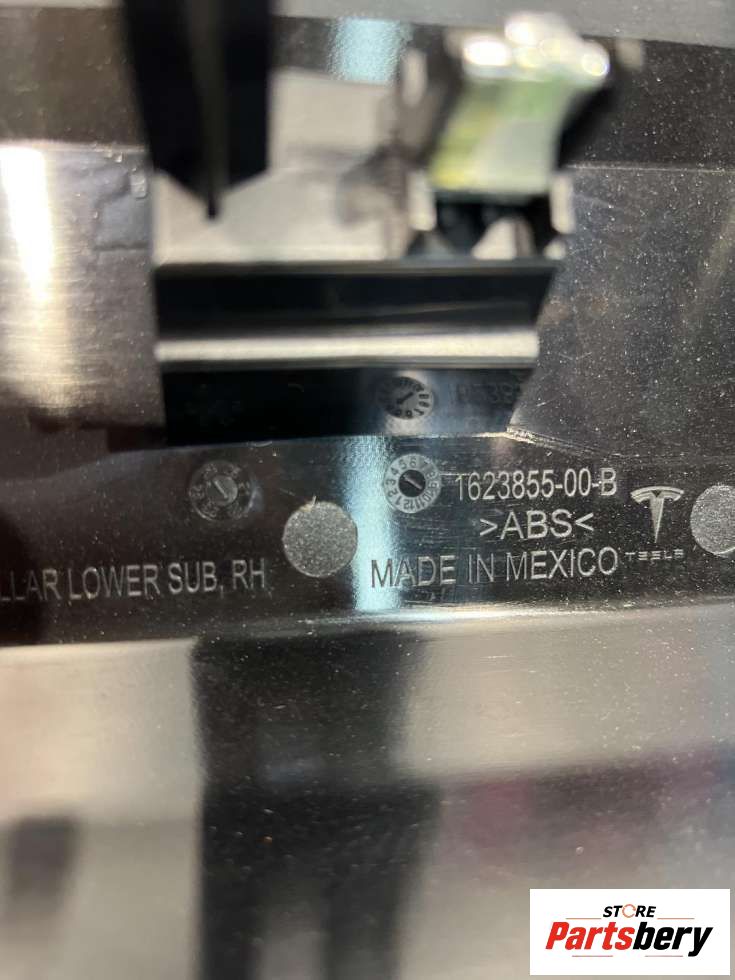 1623855-00-B
>ABS<
LLAR LOWER SUB, RH
MADE IN MEXICO
TESLA
STORE
Partsbery